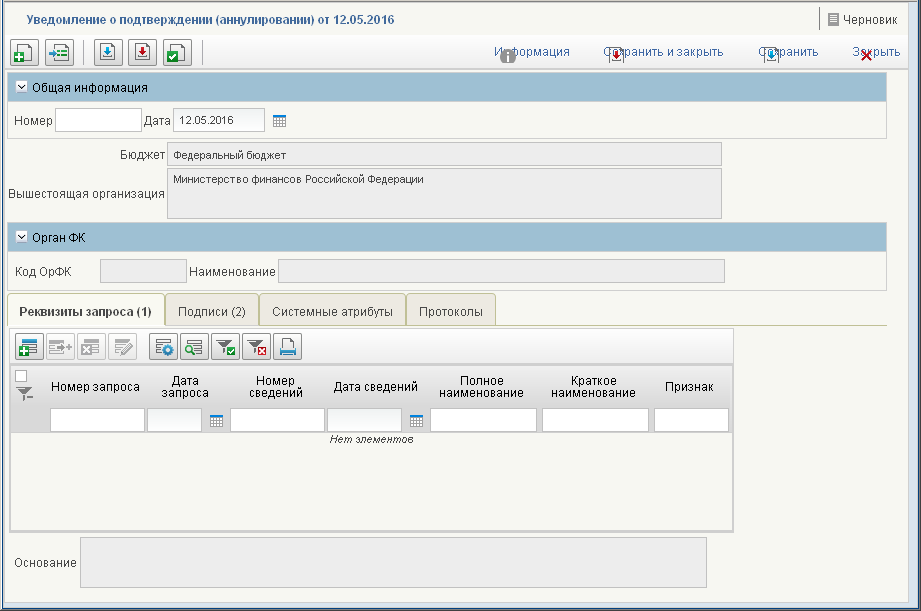 Уведомление о подтверждении (аннулировании) от 12.05.2016
Черновик
Информация Сохранить и закрыть Сохранить Закрыть
Общая информация
Номер Дата 12.05.2016
Бюджет Федеральный бюджет
Вышестоящая организация Министерство финансов Российской Федерации
Орган ФК
Код ОрФК Наименование
Реквизиты запроса (1) Подписи (2) Системные атрибуты Протоколы
Номер запроса Дата запроса Номер сведений Дата сведений Полное наименование Краткое наименование Признак
Нет элементов
Основание